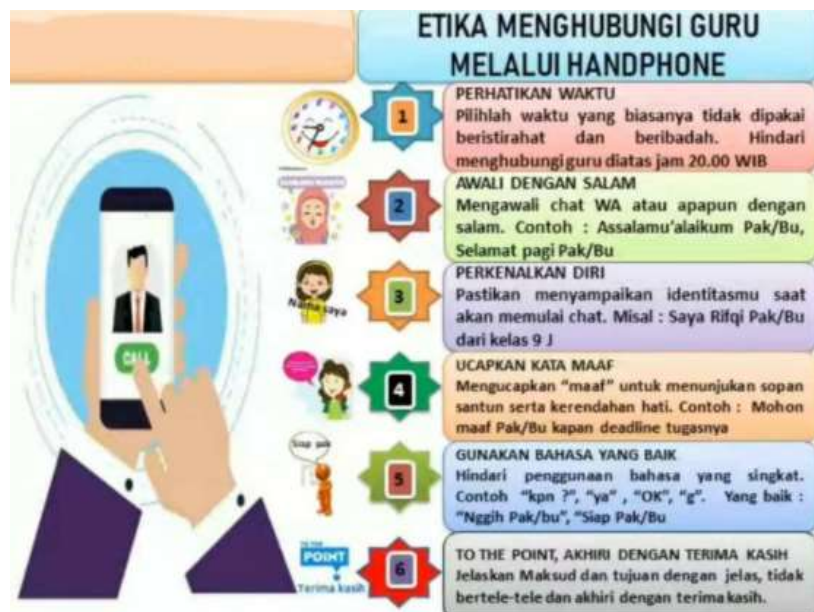 ETIKA MENGHUBUNGI GURU
MELALUI HANDPHONE
1
PERHATIKAN WAKTU
Pilihlah waktu yang biasanya tidak dipakai
beristirahat dan beribadah. Hindari
menghubungi guru diatas jam 20.00 WIB
2
AWALI DENGAN SALAM
Mengawali chat WA atau apapun dengan
salam. Contoh : Assalamu'alaikum Pak/Bu,
Selamat pagi Pak/Bu
Nama saya
3
PERKENALKAN DIRI
Pastikan menyampaikan identitasmu saat
akan memulai chat. Misal : Saya Rifqi Pak/Bu
dari kelas 9 J
CALL
4
UCAPKAN KATA MAAF
Mengucapkan “maaf” untuk menunjukan sopan
santun serta kerendahan hati. Contoh : Mohon
maaf Pak/Bu kapan deadline tugasnya
Siap pak
5
GUNAKAN BAHASA YANG BAIK
Hindari penggunaan bahasa yang singkat.
Contoh “kpn ?”, “ya” , “OK”, “g”. Yang baik :
“Nggih Pak/bu”, “Siap Pak/Bu
TO THE
POINT
Terima kasih
6
TO THE POINT, AKHIRI DENGAN TERIMA KASIH
Jelaskan Maksud dan tujuan dengan jelas, tidak
bertele-tele dan akhiri dengan terima kasih.